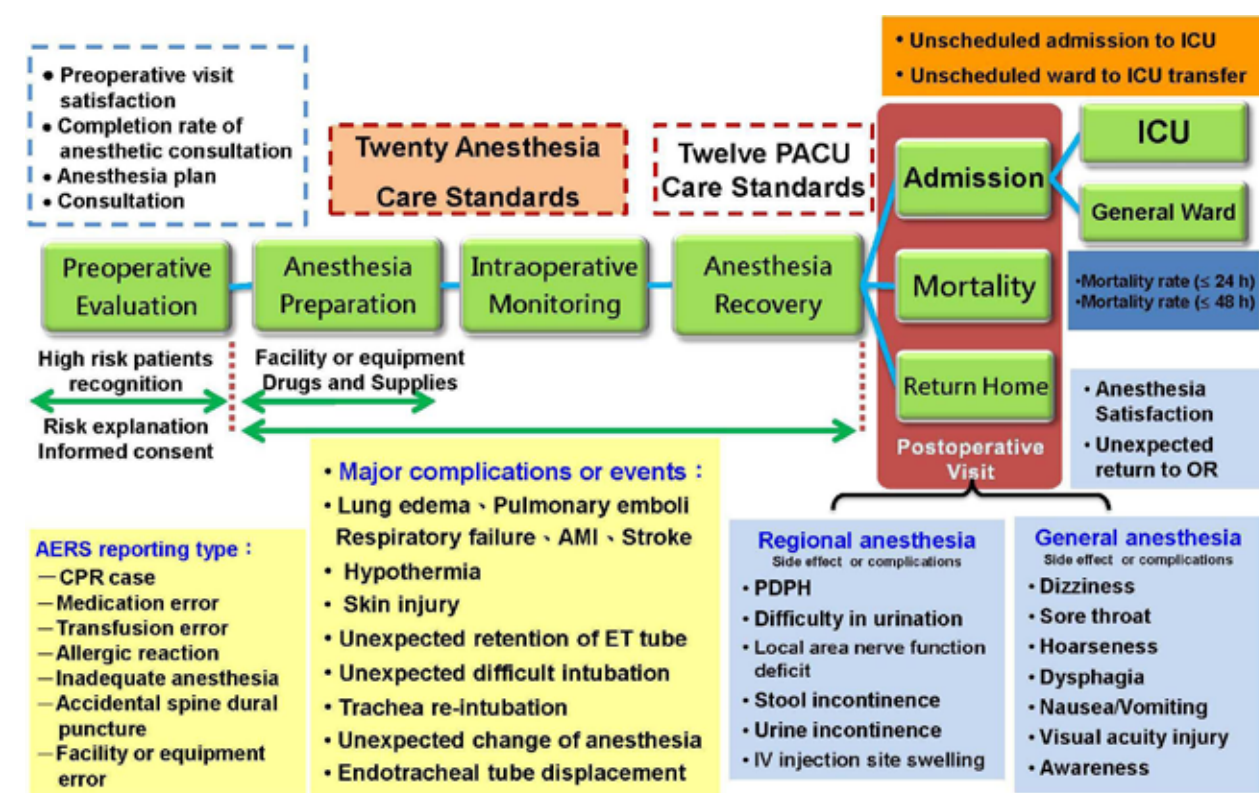 • Unscheduled admission to ICU
• Unscheduled ward to ICU transfer
• Preoperative visit
satisfaction
• Completion rate of
anesthetic consultation
• Anesthesia plan
• Consultation
Twenty Anesthesia
Care Standards
Twelve PACU
Care Standards
Admission
ICU
General Ward
Preoperative
Evaluation
Anesthesia
Preparation
Intraoperative
Monitoring
Anesthesia
Recovery
Mortality
•Mortality rate (≤ 24 h)
•Mortality rate (≤ 48 h)
Return Home
Postoperative
Visit
• Anesthesia
Satisfaction
• Unexpected
return to OR
High risk patients
recognition
Risk explanation
Informed consent
Facility or equipment
Drugs and Supplies
AERS reporting type：
－CPR case
－Medication error
－Transfusion error
－Allergic reaction
－Inadequate anesthesia
－Accidental spine dural
puncture
－Facility or equipment
error
• Major complications or events：
• Lung edema、Pulmonary emboli
Respiratory failure、AMI、Stroke
• Hypothermia
• Skin injury
• Unexpected retention of ET tube
• Unexpected difficult intubation
• Trachea re-intubation
• Unexpected change of anesthesia
• Endotracheal tube displacement
Regional anesthesia
Side effect or complications
• PDPH
• Difficulty in urination
• Local area nerve function
deficit
• Stool incontinence
• Urine incontinence
• IV injection site swelling
General anesthesia
Side effect or complications
• Dizziness
• Sore throat
• Hoarseness
• Dysphagia
• Nausea/Vomiting
• Visual acuity injury
• Awareness